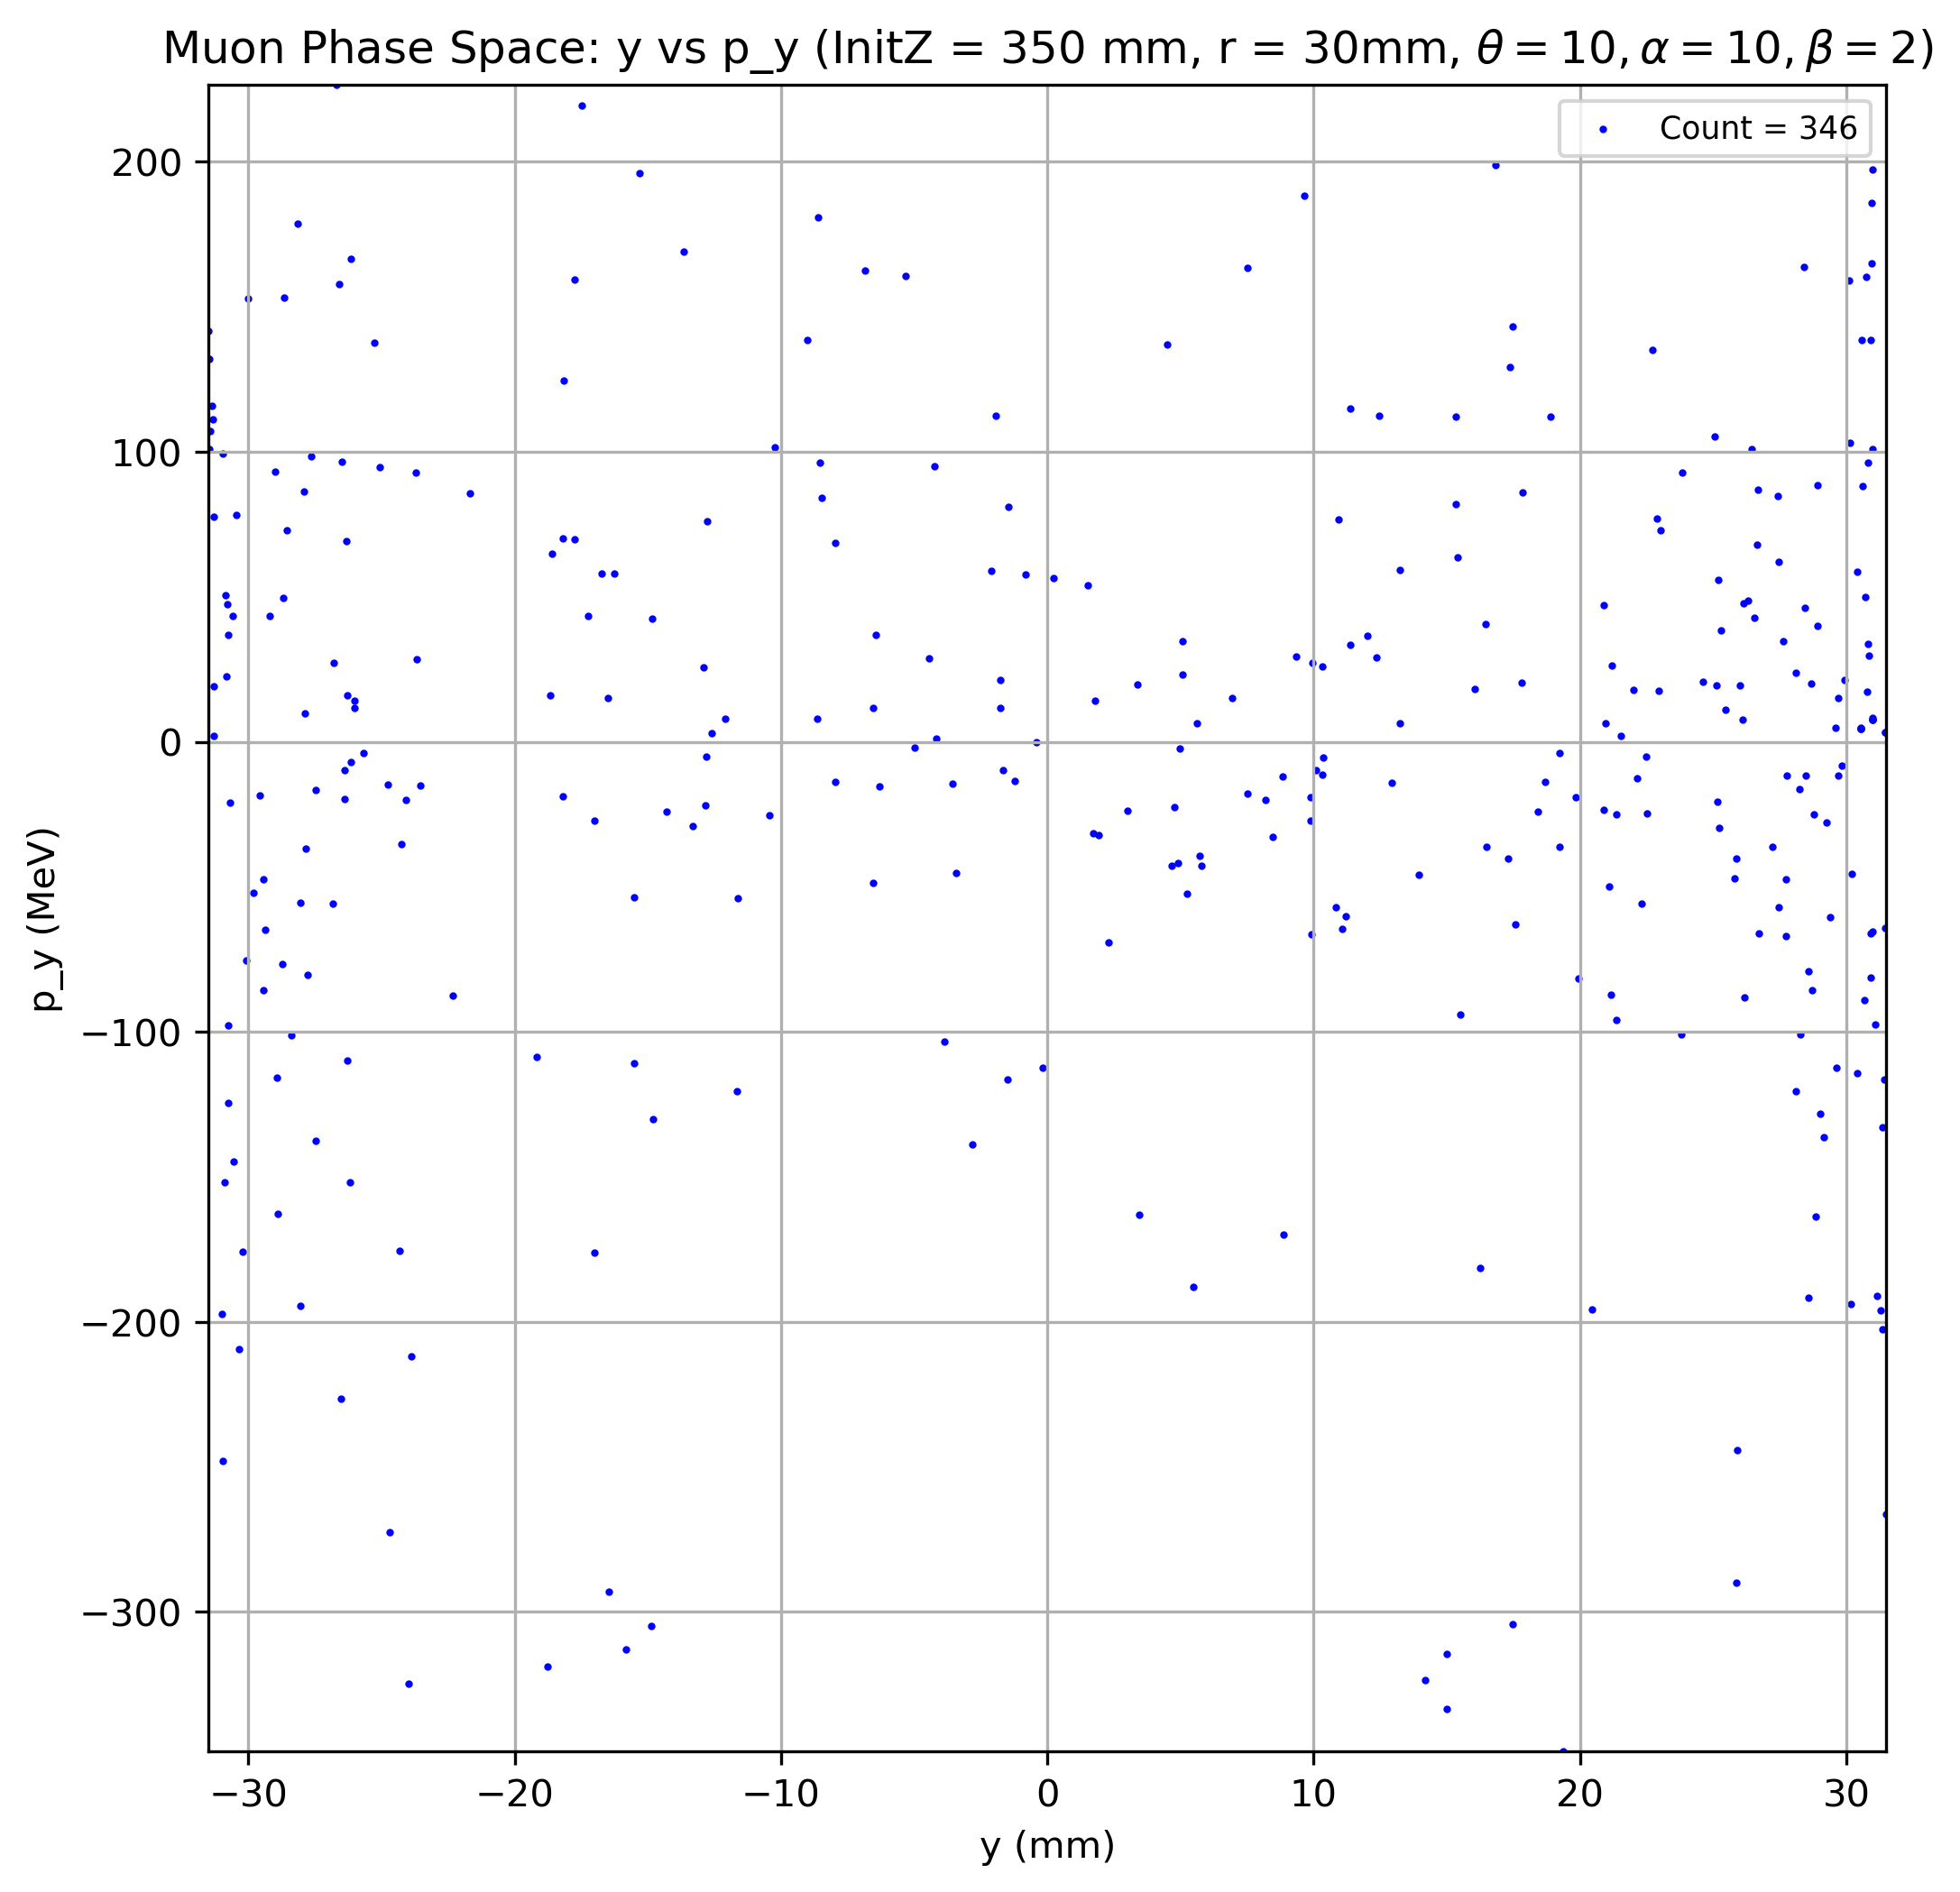 Muon Phase Space: y vs p_y (InitZ = 350 mm, r = 30mm, θ = 10, α = 10, β = 2)
Count = 346
200
100
0
−100
−200
−300
p_y (MeV)
−30 −20 −10 0 10 20 30
y (mm)